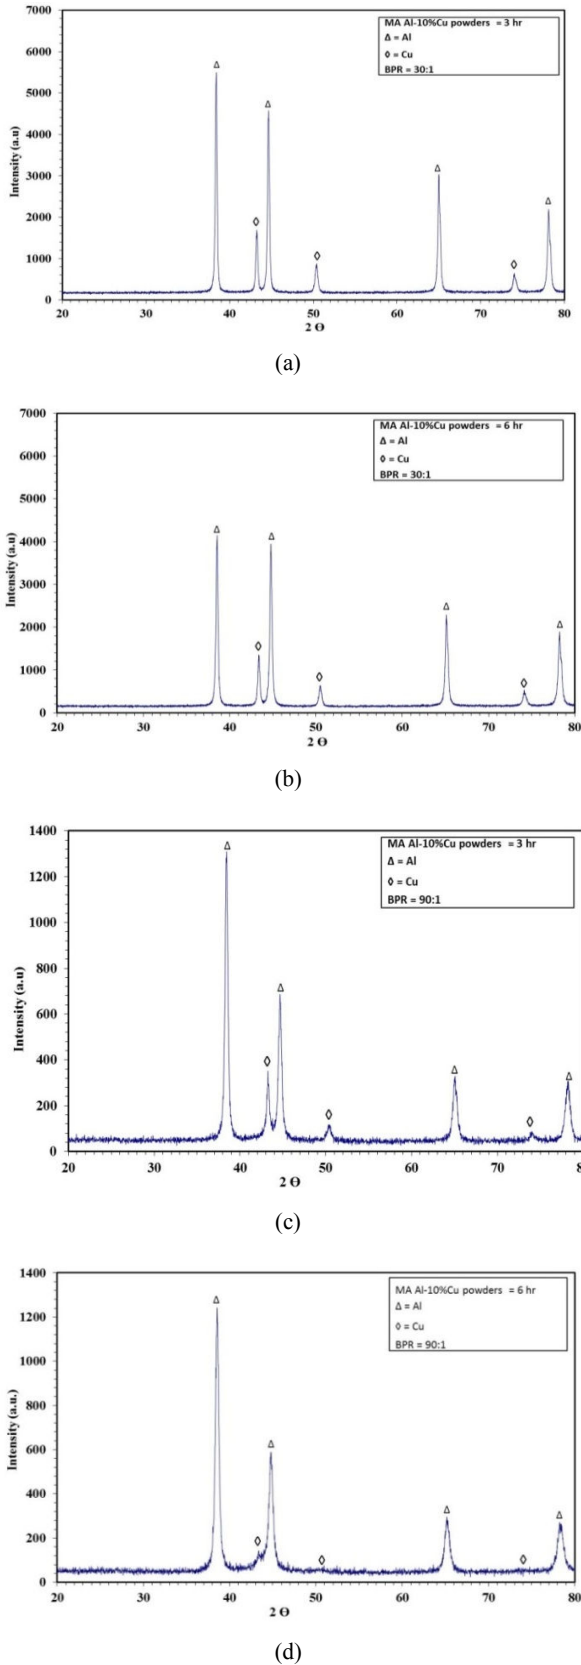 7000
6000
5000
4000
3000
2000
1000
0
Intensity (a.u)
MA Al-10%Cu powders = 3 hr
Δ = Al
◊ = Cu
BPR = 30:1
Δ
Δ
◊
◊
Δ
◊
Δ
20 30 40 50 60 70 80
2 Θ
(a)
7000
6000
5000
4000
3000
2000
1000
0
Intensity (a.u)
MA Al-10%Cu powders = 6 hr
Δ = Al
◊ = Cu
BPR = 30:1
Δ
◊
Δ
◊
Δ
◊
Δ
20 30 40 50 60 70 80
2 Θ
(b)
1400
1200
1000
800
600
400
200
0
Intensity (a.u)
MA Al-10%Cu powders = 3 hr
Δ = Al
◊ = Cu
BPR = 90:1
Δ
◊
Δ
◊
Δ
◊
Δ
20 30 40 50 60 70 80
2 Θ
(c)
1400
1200
1000
800
600
400
200
0
Intensity (a.u.)
MA Al-10%Cu powders = 6 hr
Δ = Al
◊ = Cu
BPR = 90:1
Δ
◊
Δ
◊
Δ
◊
Δ
20 30 40 50 60 70 80
2 Θ
(d)